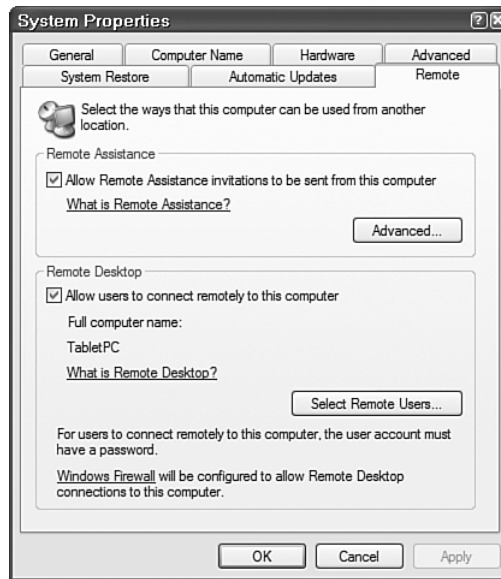 System Properties
General Computer Name Hardware Advanced
System Restore Automatic Updates Remote
Select the ways that this computer can be used from another
location.
Remote Assistance
Allow Remote Assistance invitations to be sent from this computer
What is Remote Assistance?
Advanced...
Remote Desktop
Allow users to connect remotely to this computer
Full computer name:
TabletPC
What is Remote Desktop?
Select Remote Users...
For users to connect remotely to this computer, the user account must
have a password.
Windows Firewall will be configured to allow Remote Desktop
connections to this computer.
OK Cancel Apply